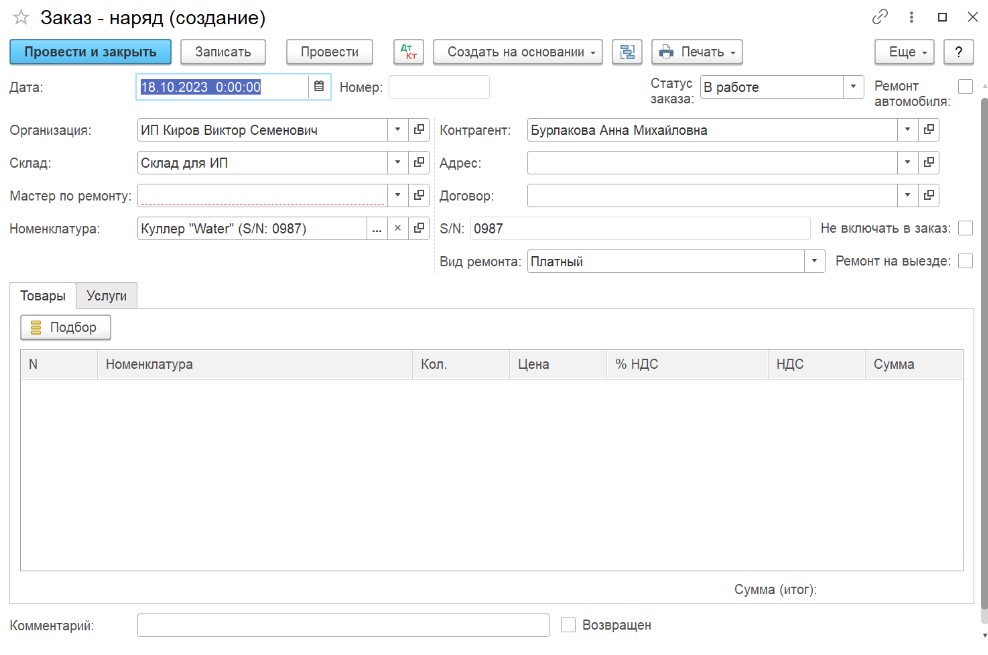 Заказ - наряд (создание)
Провести и закрыть Записать Провести Дт Кт Создать на основании Печать Еще ?
Дата: 18.10.2023 0:00:00 Номер: Статус заказа: В работе Ремонт автомобиля:
Организация: ИП Киров Виктор Семенович Контрагент: Бурлакова Анна Михайловна
Склад: Склад для ИП Адрес:
Мастер по ремонту: Договор:
Номенклатура: Куллер "Water" (S/N: 0987) ... × S/N: 0987 Не включать в заказ:
Вид ремонта: Платный Ремонт на выезде:
Товары Услуги
Подбор
N Номенклатура Кол. Цена % НДС НДС Сумма
Сумма (итог):
Комментарий: Возвращен